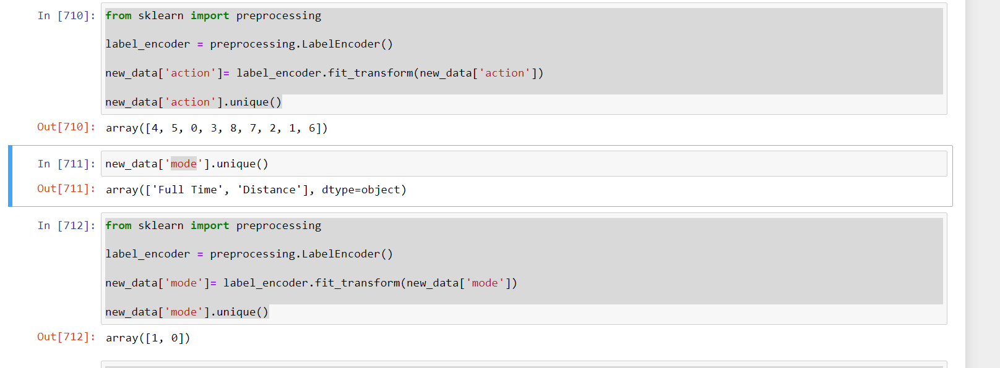 In [710]: from sklearn import preprocessing
label_encoder = preprocessing.LabelEncoder()
new_data['action']= label_encoder.fit_transform(new_data['action'])
new_data['action'].unique()
Out[710]: array([4, 5, 0, 3, 8, 7, 2, 1, 6])
In [711]: new_data['mode'].unique()
Out[711]: array(['Full Time', 'Distance'], dtype=object)
In [712]: from sklearn import preprocessing
label_encoder = preprocessing.LabelEncoder()
new_data['mode']= label_encoder.fit_transform(new_data['mode'])
new_data['mode'].unique()
Out[712]: array([1, 0])